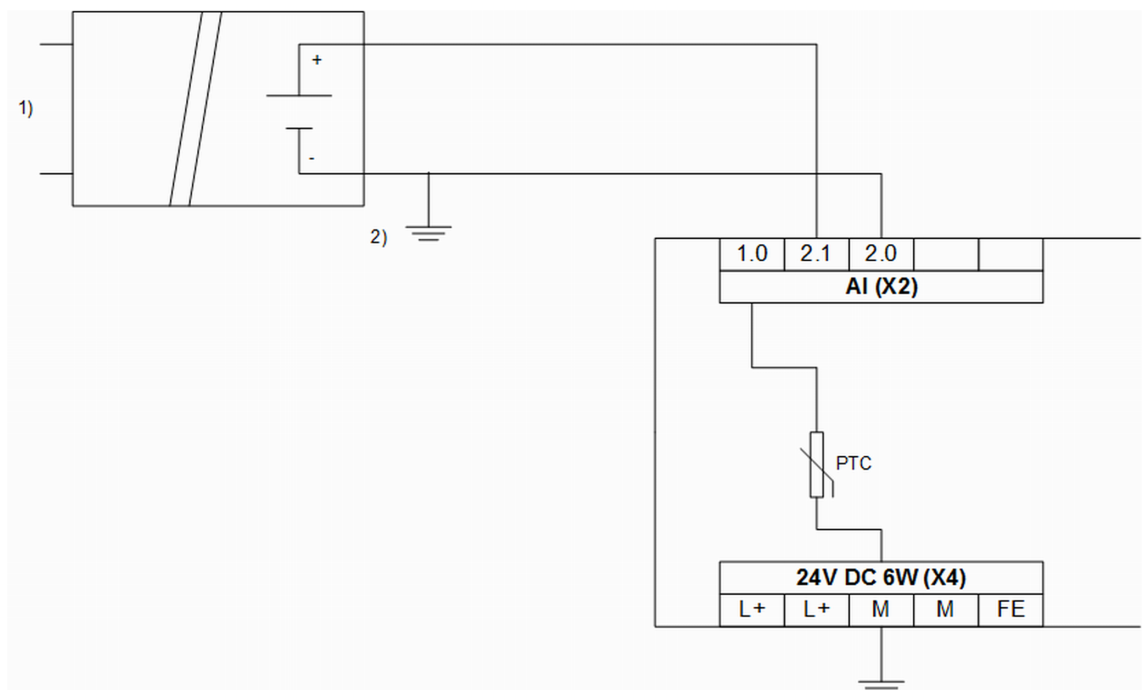 +
1)
-
2)
1.0 2.1 2.0
AI (X2)
PTC
24V DC 6W (X4)
L+ L+ M M FE